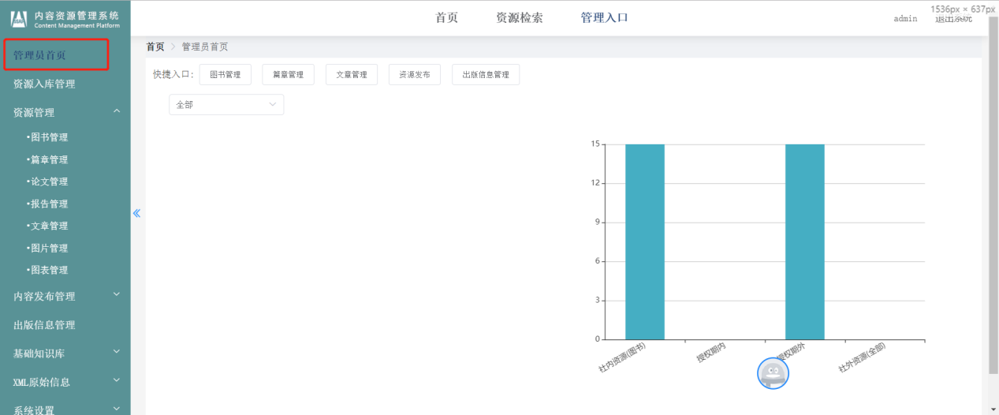 内容资源管理系统
Content Management Platform
首页
资源检索
管理入口
1536px × 637px
admin
退出系统
管理员首页
资源入库管理
资源管理
•图书管理
•篇章管理
•论文管理
•报告管理
•文章管理
•图片管理
•图表管理
内容发布管理
出版信息管理
基础知识库
XML原始信息
系统设置
首页 > 管理员首页
快捷入口:
图书管理
篇章管理
文章管理
资源发布
出版信息管理
全部
15
12
9
6
3
0
社内资源(图书)
授权期内
授权期外
社外资源(全部)